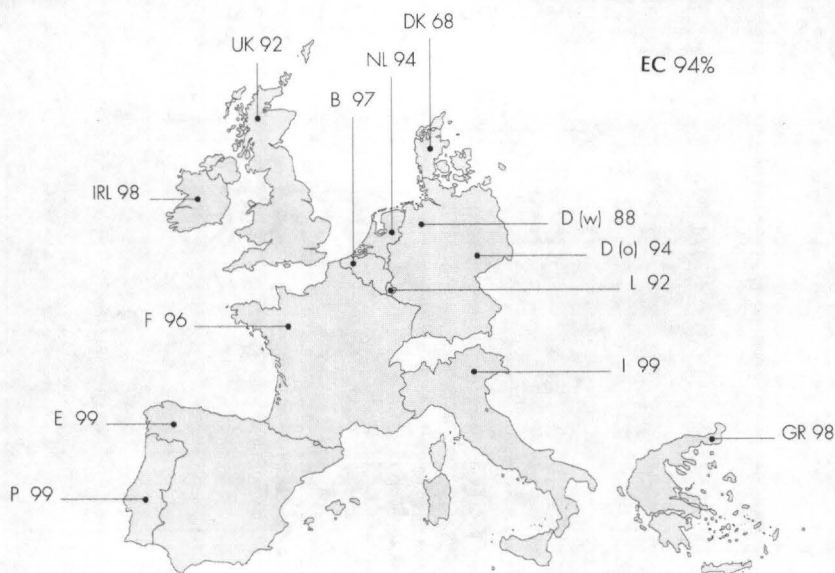 DK 68
UK 92
NL 94
EC 94%
B 97
IRL 98
D (w) 88
D (o) 94
L 92
F 96
I 99
E 99
GR 98
P 99